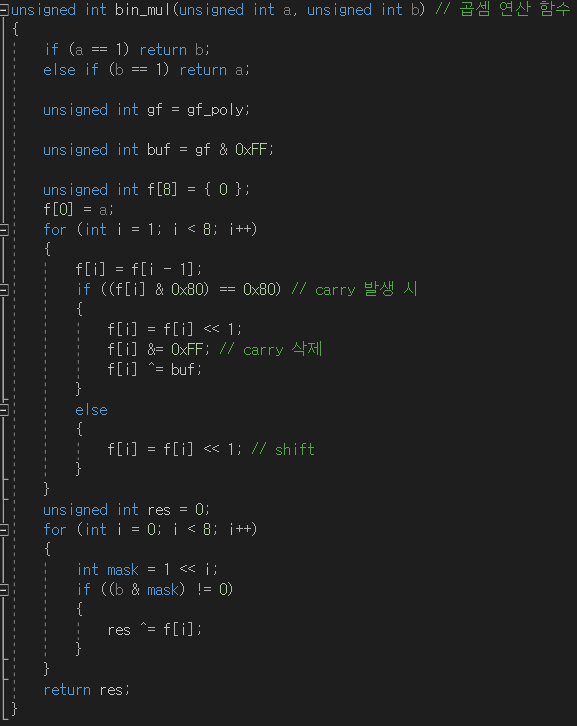 unsigned int bin_mul(unsigned int a, unsigned int b) // 곱셈 연산 함수
{
if (a == 1) return b;
else if (b == 1) return a;
unsigned int gf = gf_poly;
unsigned int buf = gf & 0xFF;
unsigned int f[8] = { 0 };
f[0] = a;
for (int i = 1; i < 8; i++)
{
f[i] = f[i - 1];
if ((f[i] & 0x80) == 0x80) // carry 발생 시
{
f[i] = f[i] << 1;
f[i] &= 0xFF; // carry 삭제
f[i] ^= buf;
}
else
{
f[i] = f[i] << 1; // shift
}
}
unsigned int res = 0;
for (int i = 0; i < 8; i++)
{
int mask = 1 << i;
if ((b & mask) != 0)
{
res ^= f[i];
}
}
return res;
}